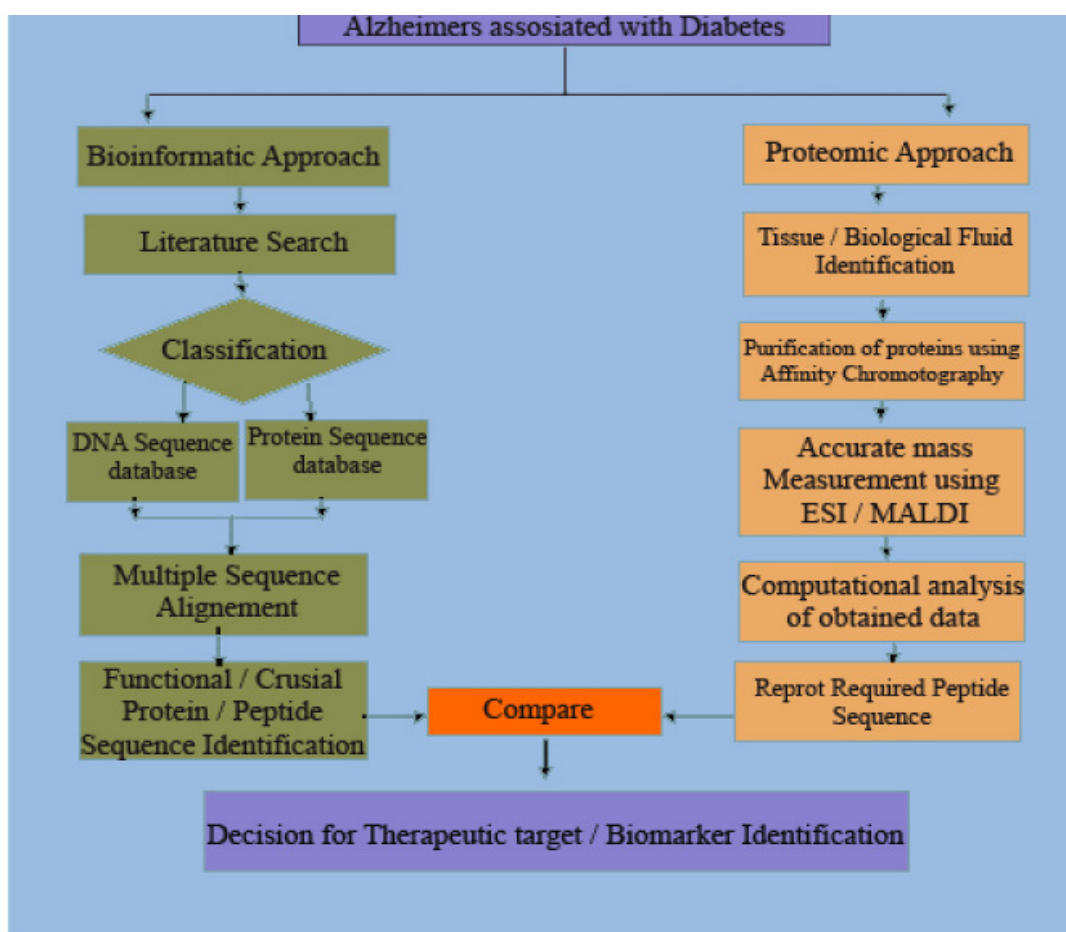 Alzheimers assosiated with Diabetes
Bioinformatic Approach
Literature Search
Classification
DNA Sequence
database
Protein Sequence
database
Multiple Sequence
Alignement
Functional / Crusial
Protein / Peptide
Sequence Identification
Proteomic Approach
Tissue / Biological Fluid
Identification
Purification of proteins using
Affinity Chromotography
Accurate mass
Measurement using
ESI / MALDI
Computational analysis
of obtained data
Reprot Required Peptide
Sequence
Compare
Decision for Therapeutic target / Biomarker Identification